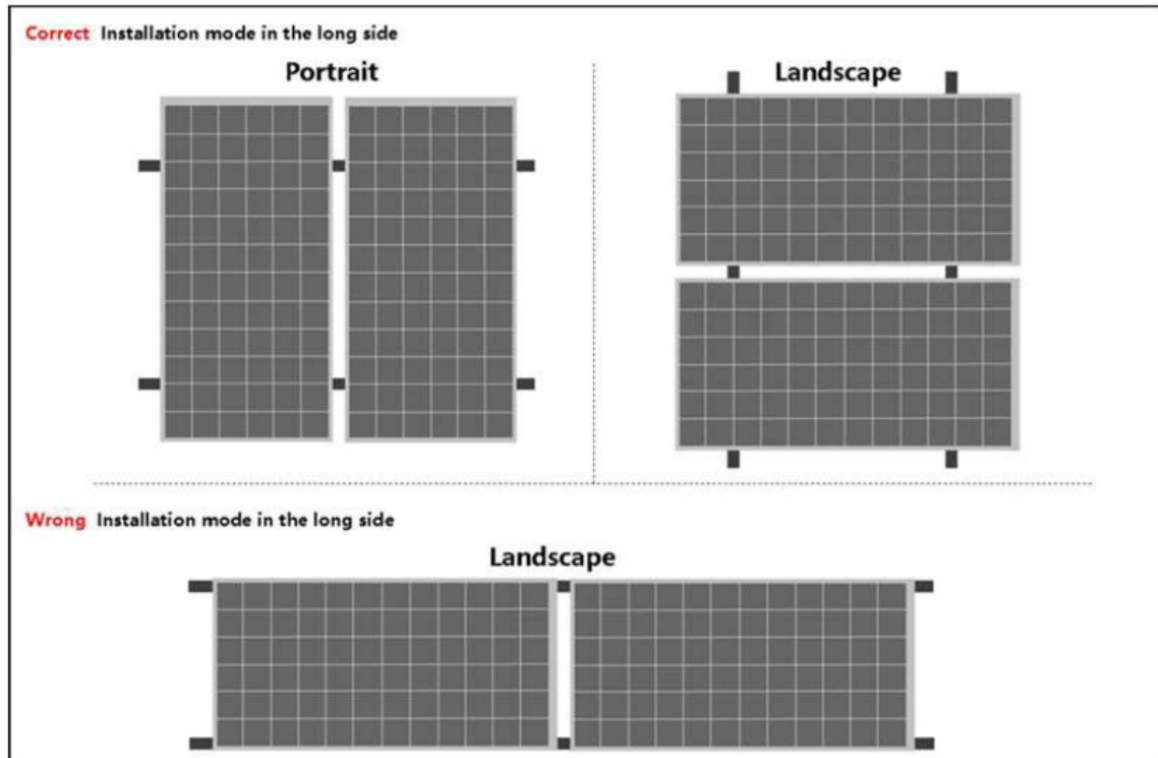 Correct Installation mode in the long side
Portrait
Landscape
Wrong Installation mode in the long side
Landscape